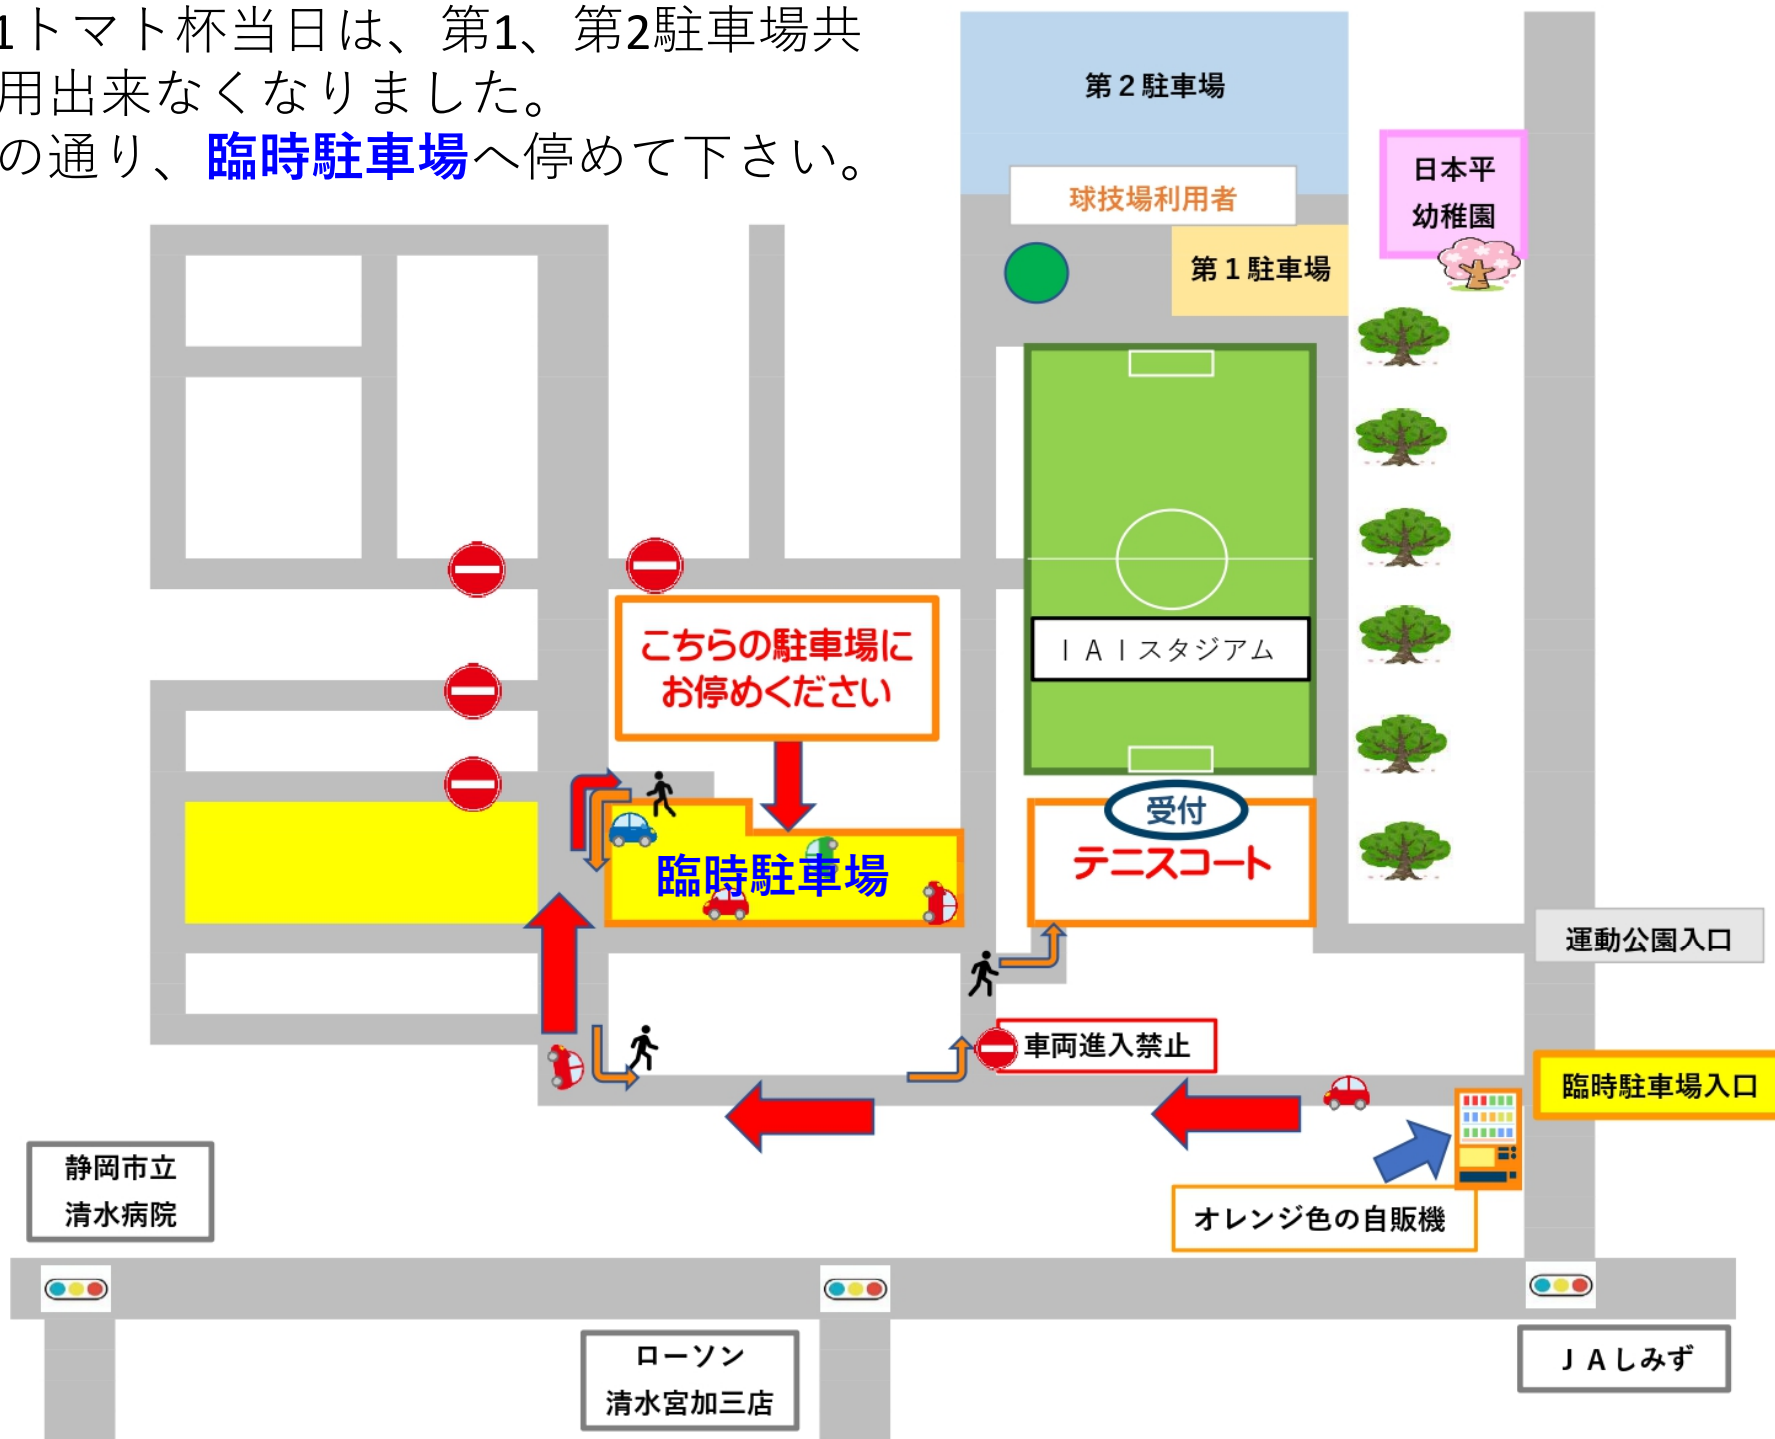 1トマト杯当日は、第1、第2駐車場共
用出来なくなりました。
の通り、臨時駐車場へ停めて下さい。
第２駐車場
球技場利用者
第１駐車場
日本平
幼稚園
こちらの駐車場に
お停めください
ＩＡＩスタジアム
受付
テニスコート
臨時駐車場
運動公園入口
車両進入禁止
臨時駐車場入口
オレンジ色の自販機
静岡市立
清水病院
ローソン
清水宮加三店
ＪＡしみず